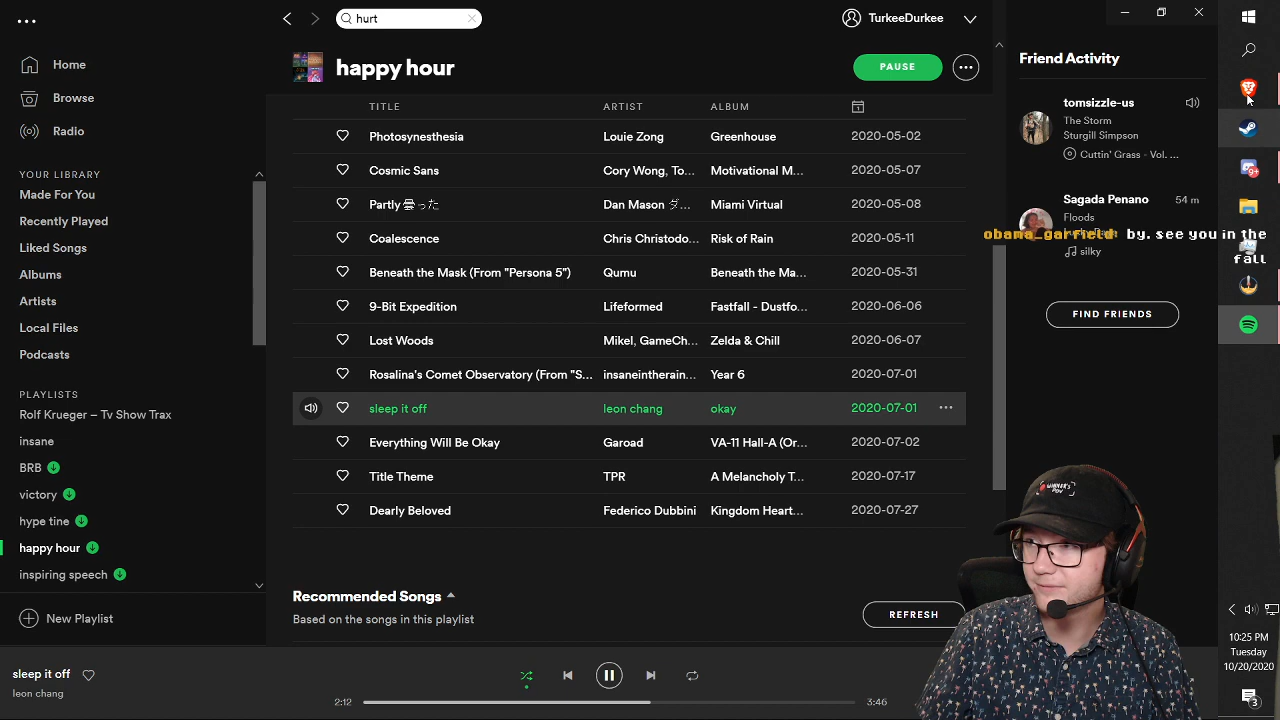 hurt
TurkeeDurkee
Home
Browse
Radio
YOUR LIBRARY
Made For You
Recently Played
Liked Songs
Albums
Artists
Local Files
Podcasts
PLAYLISTS
Rolf Krueger – Tv Show Trax
insane
BRB
victory
hype tine
happy hour
inspiring speech
New Playlist
happy hour
PAUSE
TITLE ARTIST ALBUM
Photosynesthesia Louie Zong Greenhouse 2020-05-02
Cosmic Sans Cory Wong, To... Motivational M... 2020-05-07
Partly 曇った Dan Mason ダ... Miami Virtual 2020-05-08
Coalescence Chris Christodo... Risk of Rain 2020-05-11
Beneath the Mask (From "Persona 5") Qumu Beneath the Ma... 2020-05-31
9-Bit Expedition Lifeformed Fastfall - Dustfo... 2020-06-06
Lost Woods Mikel, GameCh... Zelda & Chill 2020-06-07
Rosalina's Comet Observatory (From "S... insaneintherain... Year 6 2020-07-01
sleep it off leon chang okay 2020-07-01
Everything Will Be Okay Garoad VA-11 Hall-A (Or... 2020-07-02
Title Theme TPR A Melancholy T... 2020-07-17
Dearly Beloved Federico Dubbini Kingdom Heart... 2020-07-27
Recommended Songs
Based on the songs in this playlist
REFRESH
Friend Activity
tomsizzle-us
The Storm
Sturgill Simpson
Cuttin' Grass - Vol. ...
Sagada Penano 54 m
Floods
silky
obama_garfield: by. see you in the
fall
FIND FRIENDS
WINNER'S
POV
9+
sleep it off
leon chang
2:12
3:46
10:25 PM
Tuesday
10/20/2020
3